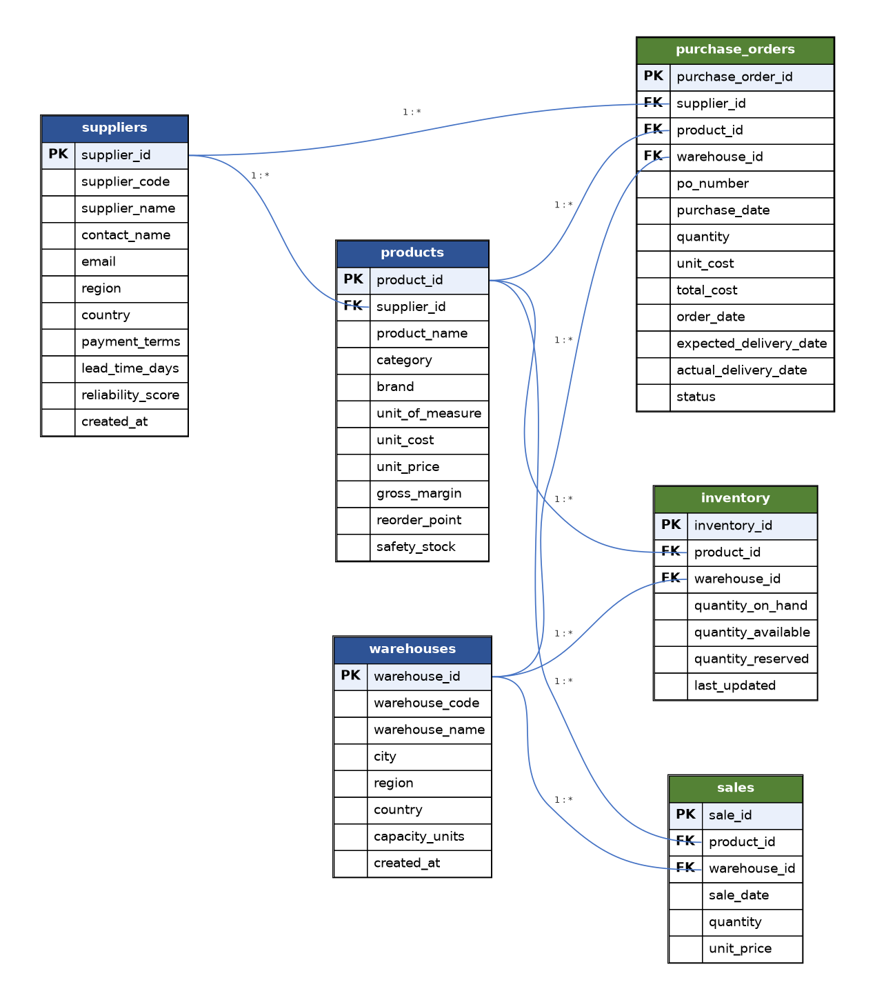 suppliers
PK supplier_id
supplier_code
supplier_name
contact_name
email
region
country
payment_terms
lead_time_days
reliability_score
created_at
1:*
1:*
products
PK product_id
FK supplier_id
product_name
category
brand
unit_of_measure
unit_cost
unit_price
gross_margin
reorder_point
safety_stock
warehouses
PK warehouse_id
warehouse_code
warehouse_name
city
region
country
capacity_units
created_at
1:*
1:*
1:*
1:*
1:*
1:*
purchase_orders
PK purchase_order_id
FK supplier_id
FK product_id
FK warehouse_id
po_number
purchase_date
quantity
unit_cost
total_cost
order_date
expected_delivery_date
actual_delivery_date
status
inventory
PK inventory_id
FK product_id
FK warehouse_id
quantity_on_hand
quantity_available
quantity_reserved
last_updated
sales
PK sale_id
FK product_id
FK warehouse_id
sale_date
quantity
unit_price